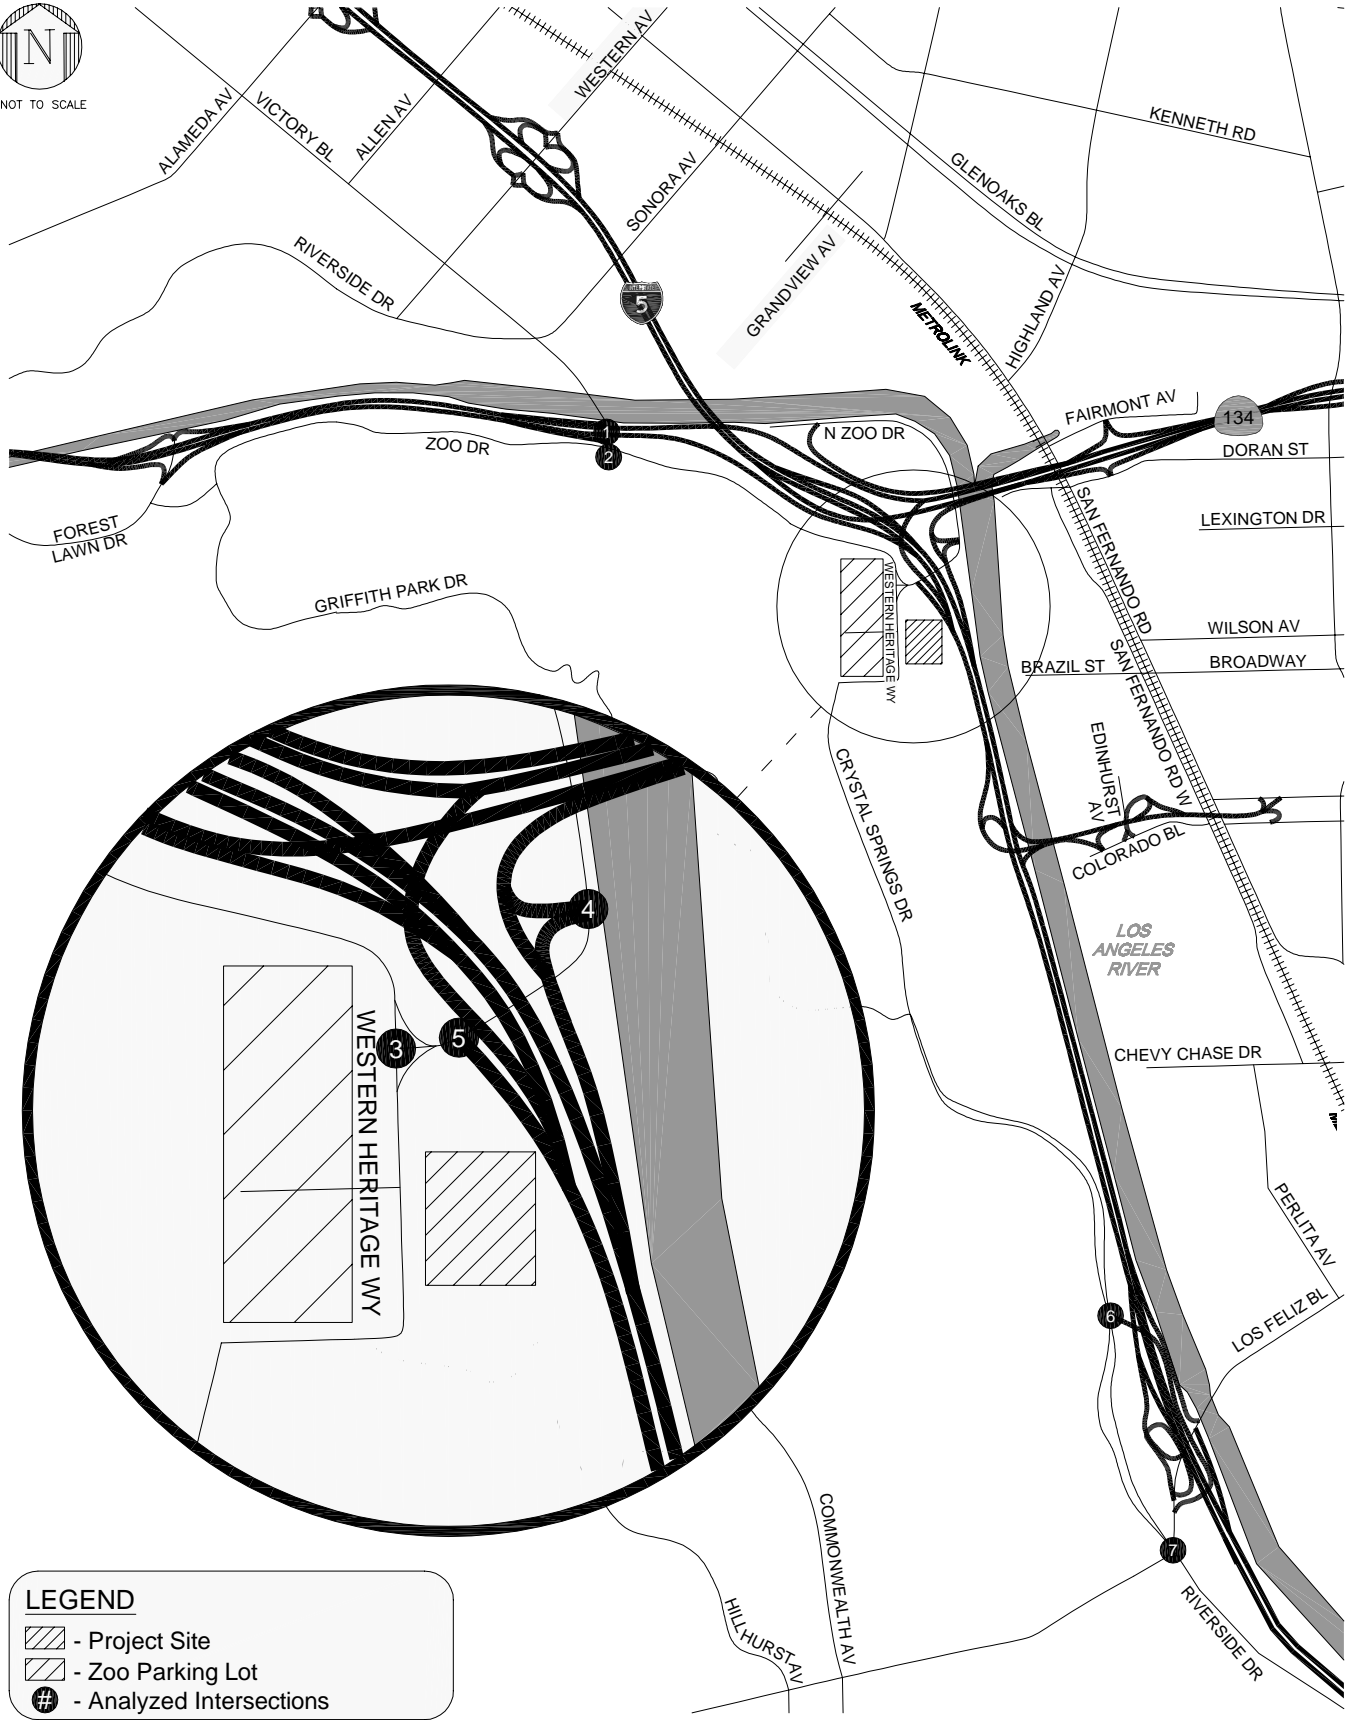 N
NOT TO SCALE
ALAMEDA AV
VICTORY BL
ALLEN AV
WESTERN AV
SONORA AV
RIVERSIDE DR
5
GRANDVIEW AV
METROLINK
GLENOAKS BL
KENNETH RD
HIGHLAND AV
FAIRMONT AV
134
DORAN ST
N ZOO DR
ZOO DR
1
2
FOREST
LAWN DR
GRIFFITH PARK DR
WESTERN HERITAGE WY
SAN FERNANDO RD
LEXINGTON DR
WILSON AV
BRAZIL ST
BROADWAY
SAN FERNANDO RD W
EDINHURST
AV
COLORADO BL
CRYSTAL SPRINGS DR
LOS
ANGELES
RIVER
4
3
5
WESTERN HERITAGE WY
CHEVY CHASE DR
PERLITA AV
6
LOS FELIZ BL
7
RIVERSIDE DR
COMMONWEALTH AV
HILLHURST AV
LEGEND
- Project Site
- Zoo Parking Lot
# - Analyzed Intersections